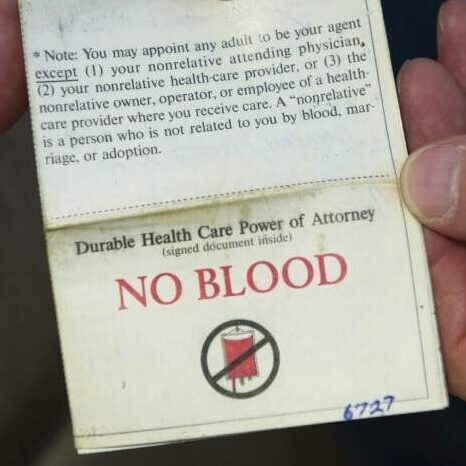 * Note: You may appoint any adult to be your agent
except (1) your nonrelative attending physician,
(2) your nonrelative health-care provider, or (3) the
nonrelative owner, operator, or employee of a health-
care provider where you receive care. A “nonrelative”
is a person who is not related to you by blood, mar-
riage, or adoption.
Durable Health Care Power of Attorney
(signed document inside)
NO BLOOD
6727